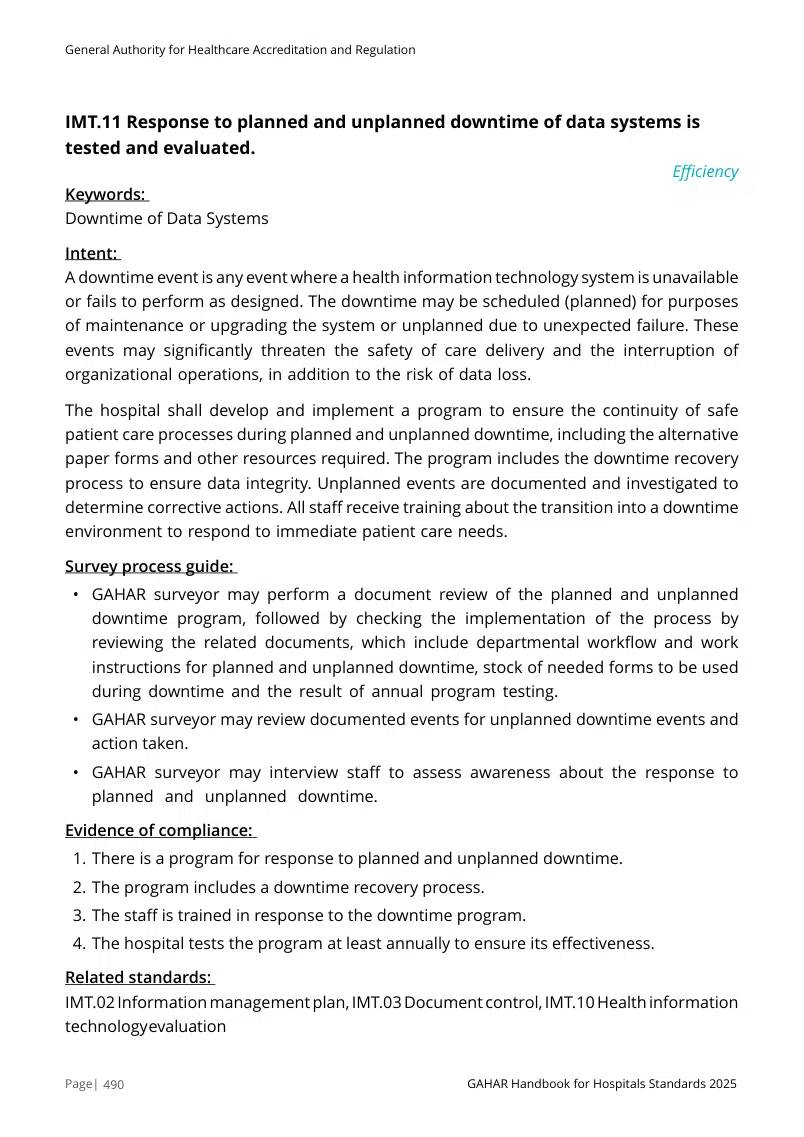 General Authority for Healthcare Accreditation and Regulation
IMT.11 Response to planned and unplanned downtime of data systems is
tested and evaluated.
Efficiency
Keywords:
Downtime of Data Systems
Intent:
A downtime event is any event where a health information technology system is unavailable
or fails to perform as designed. The downtime may be scheduled (planned) for purposes
of maintenance or upgrading the system or unplanned due to unexpected failure. These
events may significantly threaten the safety of care delivery and the interruption of
organizational operations, in addition to the risk of data loss.
The hospital shall develop and implement a program to ensure the continuity of safe
patient care processes during planned and unplanned downtime, including the alternative
paper forms and other resources required. The program includes the downtime recovery
process to ensure data integrity. Unplanned events are documented and investigated to
determine corrective actions. All staff receive training about the transition into a downtime
environment to respond to immediate patient care needs.
Survey process guide:
• GAHAR surveyor may perform a document review of the planned and unplanned
downtime program, followed by checking the implementation of the process by
reviewing the related documents, which include departmental workflow and work
instructions for planned and unplanned downtime, stock of needed forms to be used
during downtime and the result of annual program testing.
• GAHAR surveyor may review documented events for unplanned downtime events and
action taken.
• GAHAR surveyor may interview staff to assess awareness about the response to
planned and unplanned downtime.
Evidence of compliance:
1. There is a program for response to planned and unplanned downtime.
2. The program includes a downtime recovery process.
3. The staff is trained in response to the downtime program.
4. The hospital tests the program at least annually to ensure its effectiveness.
Related standards:
IMT.02 Information management plan, IMT.03 Document control, IMT.10 Health information
technologyevaluation
Page| 490
GAHAR Handbook for Hospitals Standards 2025